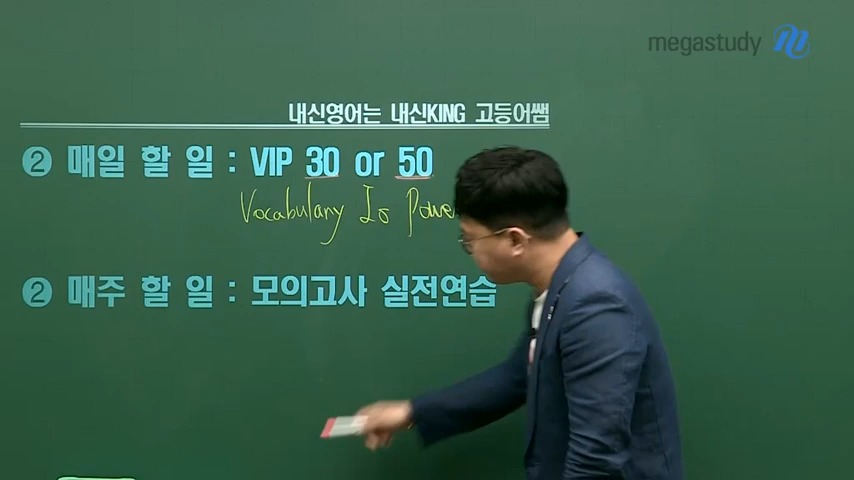 megastudy
내신영어는 내신KING 고등어쌤
❷ 매일 할 일 : VIP 30 or 50
Vocabulary Is Power
❷ 매주 할 일 : 모의고사 실전연습